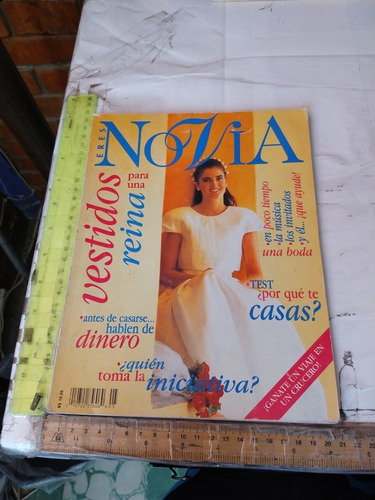 ERES
NOVIA
vestidos
para una
reina
•en poco tiempo
•la música
•los invitados
•y él... ¡que ayude!
una boda
•TEST
¿por qué te
casas?
•antes de casarse...
hablen de
dinero
•¿quién
toma la iniciativa?
¡GANATE UN VIAJE EN
UN CRUCERO!